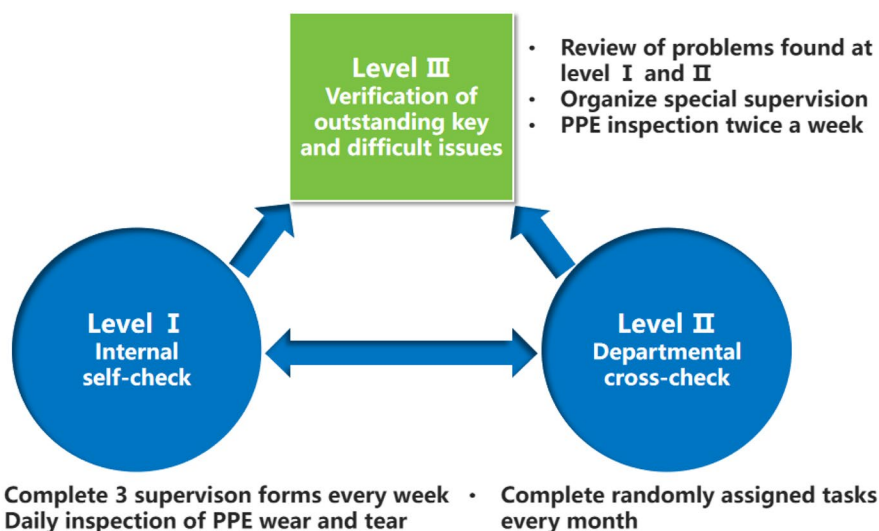 Level Ⅲ
Verification of
outstanding key
and difficult issues
• Review of problems found at
level Ⅰ and Ⅱ
• Organize special supervision
• PPE inspection twice a week
Level Ⅰ
Internal
self-check
Level Ⅱ
Departmental
cross-check
Complete 3 supervison forms every week
Daily inspection of PPE wear and tear
• Complete randomly assigned tasks
every month